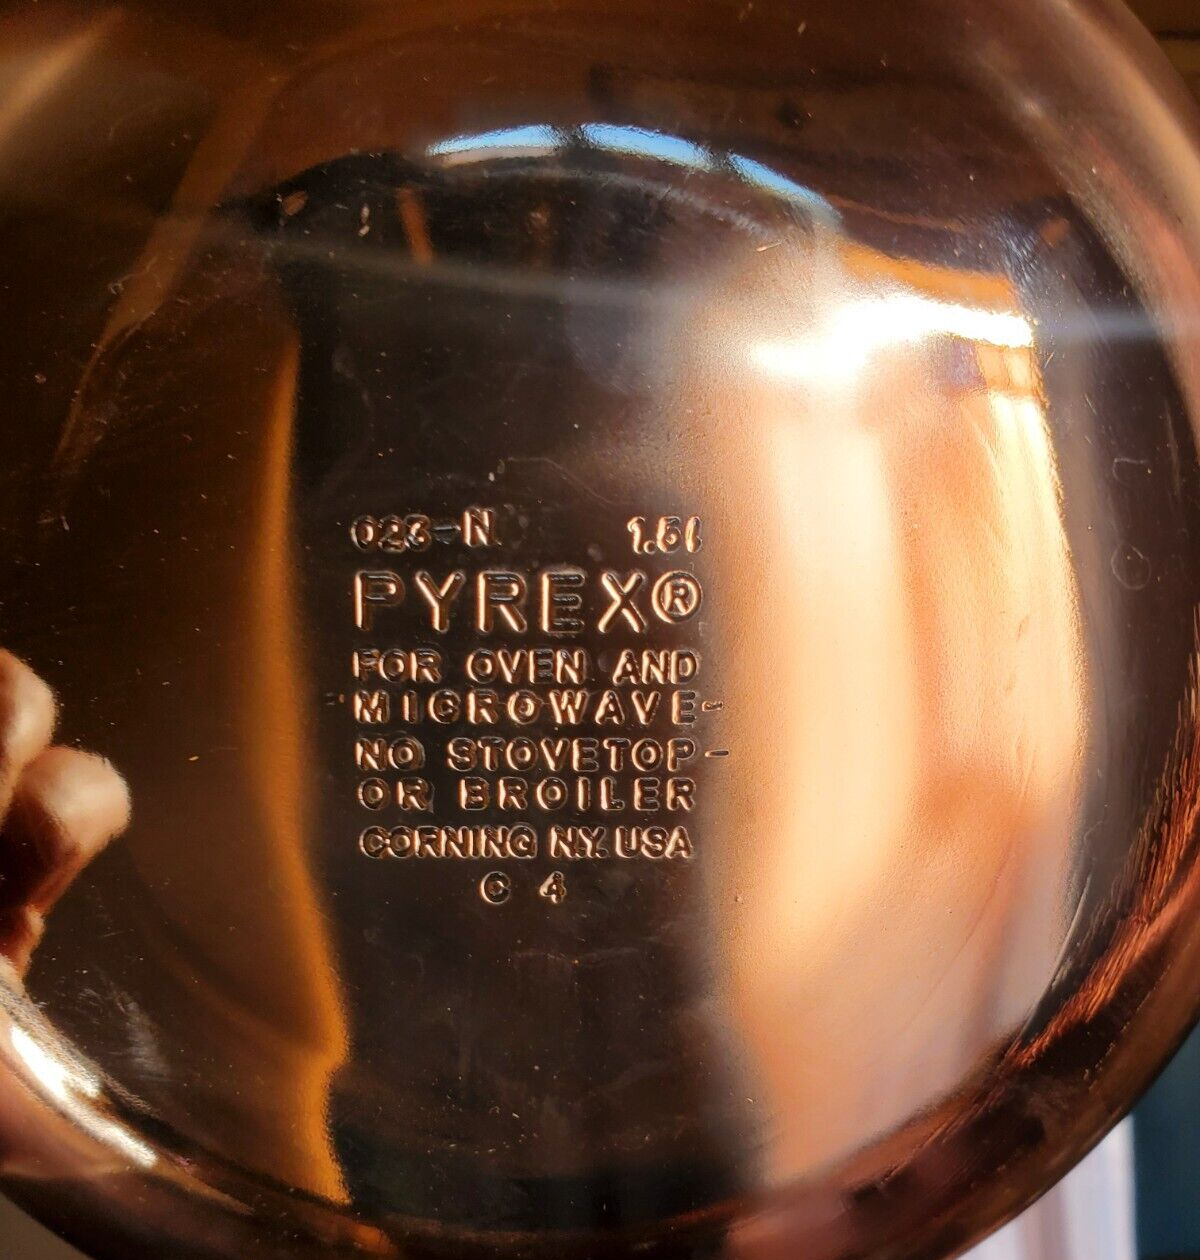 023-N 1.5l
PYREX®
FOR OVEN AND
MICROWAVE-
NO STOVETOP-
OR BROILER
CORNING N.Y. USA
C 4